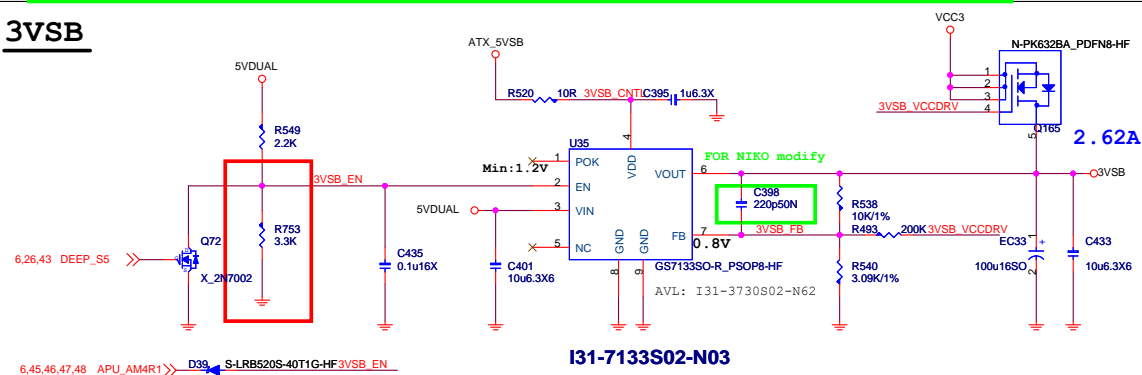 3VSB
5VDUAL
R549
2.2K
3VSB_EN
R753
3.3K
Q72
X_2N7002
6,26,43 DEEP_S5
6,45,46,47,48 APU_AM4R1
D39
S-LRB520S-40T1G-HF
3VSB_EN
C435
0.1u16X
ATX_5VSB
R520
10R
3VSB_CNTL
C395
1u6.3X
5VDUAL
C401
10u6.3X6
Min:1.2V
U35
1
POK
2
EN
3
VIN
5
NC
4
VDD
VOUT
6
FB
7
GND
8
GND
9
GS7133SO-R_PSOP8-HF
AVL: I31-3730S02-N62
I31-7133S02-N03
FOR NIKO modify
C398
220p50N
3VSB_FB
0.8V
R538
10K/1%
R493
200K
3VSB_VCCDRV
R540
3.09K/1%
VCC3
N-PK632BA_PDFN8-HF
1
2
3
4
3VSB_VCCDRV
5
Q165
2.62A
3VSB
EC33
1
+
2
100u16SO
C433
10u6.3X6